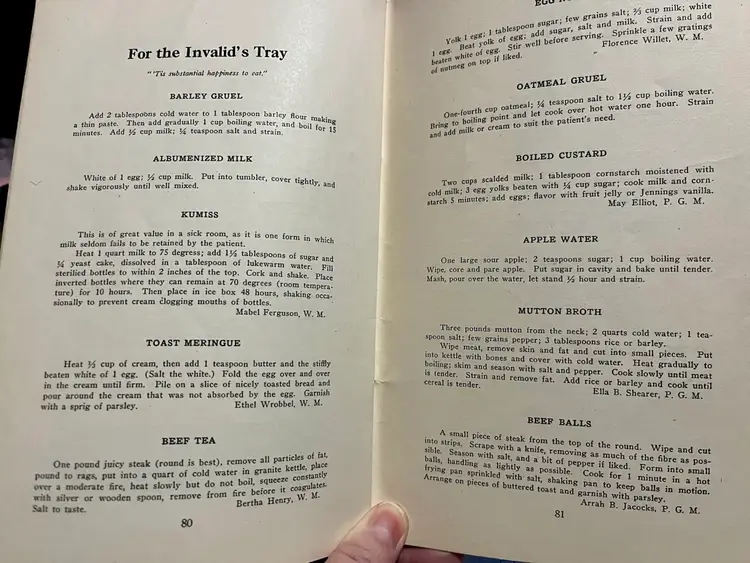 For the Invalid's Tray
"'Tis substantial happiness to eat."
BARLEY GRUEL
Add 2 tablespoons cold water to 1 tablespoon barley flour making
a thin paste. Then add gradually 1 cup boiling water, and boil for 15
minutes. Add ½ cup milk; ¼ teaspoon salt and strain.
ALBUMENIZED MILK
White of 1 egg; ½ cup milk. Put into tumbler, cover tightly, and
shake vigorously until well mixed.
KUMISS
This is of great value in a sick room, as it is one form in which
milk seldom fails to be retained by the patient.
Heat 1 quart milk to 75 degrees; add 1½ tablespoons of sugar and
¼ yeast cake, dissolved in a tablespoon of lukewarm water. Fill
sterilied bottles to within 2 inches of the top. Cork and shake. Place
inverted bottles where they can remain at 70 degrees (room tempera-
ture) for 10 hours. Then place in ice box 48 hours, shaking occa-
sionally to prevent cream clogging mouths of bottles.
Mabel Ferguson, W. M.
TOAST MERINGUE
Heat ½ cup of cream, then add 1 teaspoon butter and the stiffly
beaten white of 1 egg. (Salt the white.) Fold the egg over and over
in the cream until firm. Pile on a slice of nicely toasted bread and
pour around the cream that was not absorbed by the egg. Garnish
with a sprig of parsley. Ethel Wrobbel, W. M.
BEEF TEA
One pound juicy steak (round is best), remove all particles of fat,
pound to rags, put into a quart of cold water in granite kettle, place
over a moderate fire, heat slowly but do not boil, squeeze constantly
with silver or wooden spoon, remove from fire before it coagulates.
Salt to taste. Bertha Henry, W. M.
80
EGG
Yolk 1 egg; 1 tablespoon sugar; few grains salt; ⅔ cup milk; white
1 egg. Beat yolk of egg; add sugar, salt and milk. Strain and add
beaten white of egg. Stir well before serving. Sprinkle a few gratings
of nutmeg on top if liked. Florence Willet, W. M.
OATMEAL GRUEL
One-fourth cup oatmeal; ¼ teaspoon salt to 1½ cup boiling water.
Bring to boiling point and let cook over hot water one hour. Strain
and add milk or cream to suit the patient's need.
BOILED CUSTARD
Two cups scalded milk; 1 tablespoon cornstarch moistened with
cold milk; 3 egg yolks beaten with ¼ cup sugar; cook milk and corn-
starch 5 minutes; add eggs; flavor with fruit jelly or Jennings vanilla.
May Elliot, P. G. M.
APPLE WATER
One large sour apple; 2 teaspoons sugar; 1 cup boiling water.
Wipe, core and pare apple. Put sugar in cavity and bake until tender.
Mash, pour over the water, let stand ½ hour and strain.
MUTTON BROTH
Three pounds mutton from the neck; 2 quarts cold water; 1 tea-
spoon salt; few grains pepper; 3 tablespoons rice or barley.
Wipe meat, remove skin and fat and cut into small pieces. Put
into kettle with bones and cover with cold water. Heat gradually to
boiling; skim and season with salt and pepper. Cook slowly until meat
is tender. Strain and remove fat. Add rice or barley and cook until
cereal is tender. Ella B. Shearer, P. G. M.
BEEF BALLS
A small piece of steak from the top of the round. Wipe and cut
into strips. Scrape with a knife, removing as much of the fibre as pos-
sible. Season with salt, and a bit of pepper if liked. Form into small
balls, handling as lightly as possible. Cook for 1 minute in a hot
frying pan sprinkled with salt, shaking pan to keep balls in motion.
Arrange on pieces of buttered toast and garnish with parsley.
Arrah B. Jacocks, P. G. M.
81